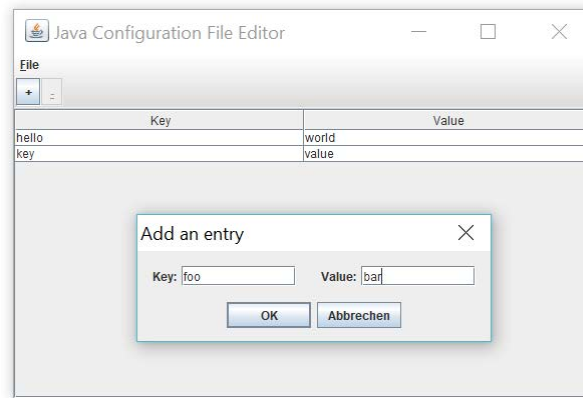 Java Configuration File Editor
File
+ -
Key Value
hello world
key value
Add an entry
Key: foo Value: bar
OK Abbrechen